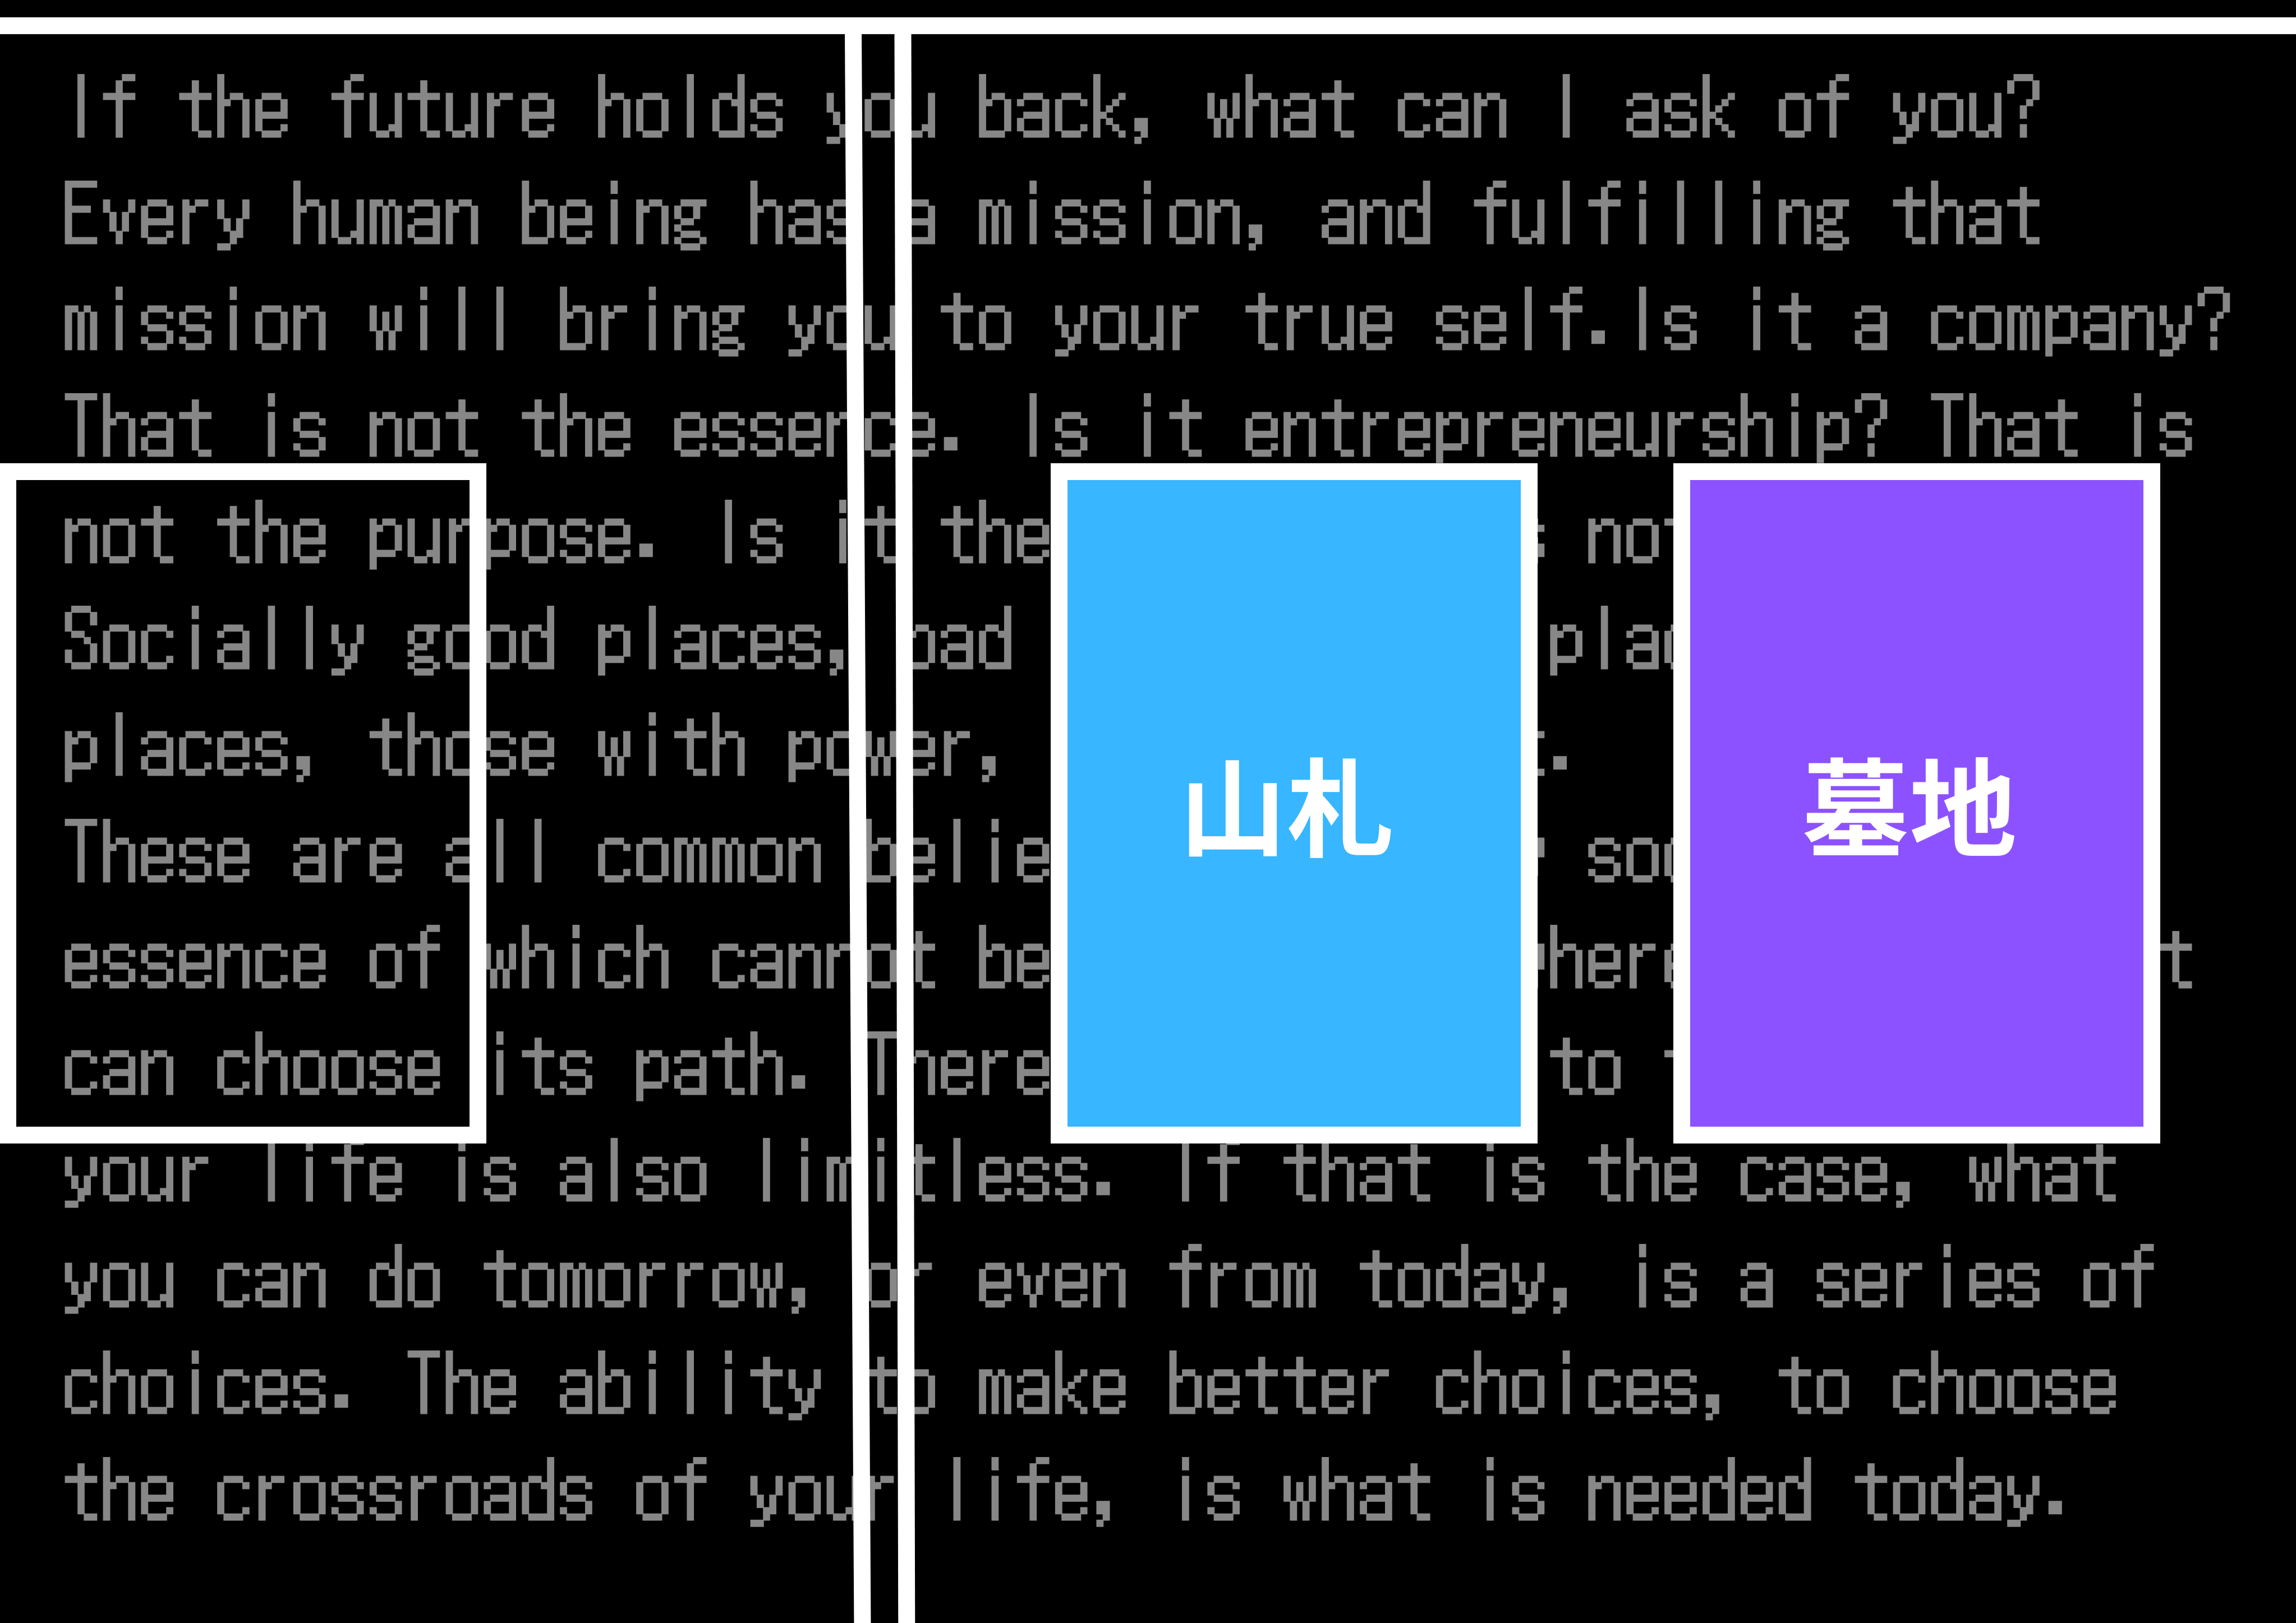 If the future holds you back, what can I ask of you?
Every human being has a mission, and fulfilling that
mission will bring you to your true self.Is it a company?
That is not the essence. Is it entrepreneurship? That is
not the purpose. Is it the
Socially good places, bad
places, those with power,
These are all common
essence of which cannot be
can choose its path. There to
your life is also limitless. If that is the case, what
you can do tomorrow, or even from today, is a series of
choices. The ability to make better choices, to choose
the crossroads of your life, is what is needed today.
山札
墓地